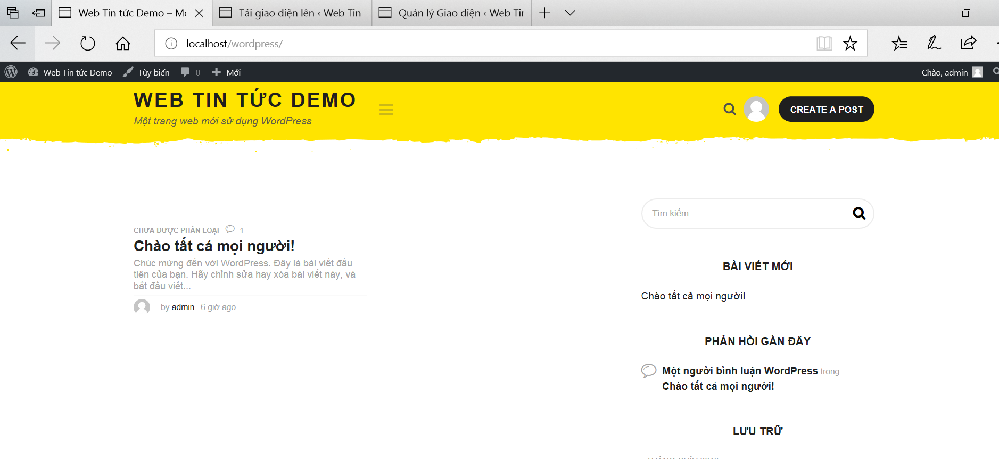 Web Tin tức Demo – Mo
Tải giao diện lên ‹ Web Tin
Quản lý Giao diện ‹ Web Tin
localhost/wordpress/
Web Tin tức Demo
Tùy biến
0
Mới
Chào, admin
WEB TIN TỨC DEMO
Một trang web mới sử dụng WordPress
CREATE A POST
Tìm kiếm …
CHƯA ĐƯỢC PHÂN LOẠI 1
Chào tất cả mọi người!
Chúc mừng đến với WordPress. Đây là bài viết đầu
tiên của bạn. Hãy chỉnh sửa hay xóa bài viết này, và
bắt đầu viết...
by admin 6 giờ ago
BÀI VIẾT MỚI
Chào tất cả mọi người!
PHẢN HỒI GẦN ĐÂY
Một người bình luận WordPress trong
Chào tất cả mọi người!
LƯU TRỮ